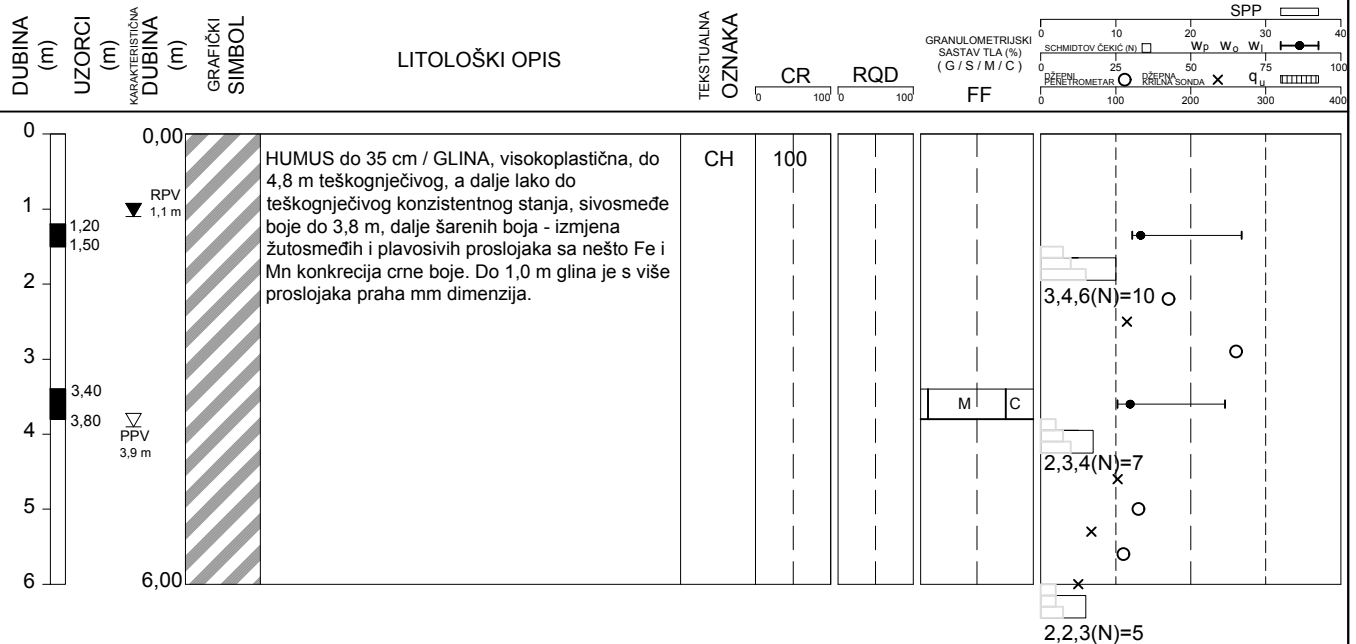 DUBINA
(m)
UZORCI
(m)
KARAKTERISTIČNA
DUBINA
(m)
GRAFIČKI
SIMBOL
LITOLOŠKI OPIS
TEKSTUALNA
OZNAKA
CR
0 100
RQD
0 100
GRANULOMETRIJSKI
SASTAV TLA (%)
( G / S / M / C )
FF
SPP
0 10 20 30 40
SCHMIDTOV ČEKIĆ (N) wP wo wl
0 25 50 75 100
DŽEPNI
PENETROMETAR
DŽEPNA
KRILNA SONDA
qu
0 100 200 300 400
0
0,00
HUMUS do 35 cm / GLINA, visokoplastična, do
4,8 m teškognječivog, a dalje lako do
teškognječivog konzistentnog stanja, sivosmeđe
boje do 3,8 m, dalje šarenih boja - izmjena
žutosmeđih i plavosivih proslojaka sa nešto Fe i
Mn konkrecija crne boje. Do 1,0 m glina je s više
proslojaka praha mm dimenzija.
CH
100
1
RPV
1,1 m
1,20
1,50
2
3,4,6(N)=10
3
3,40
3,80
M C
4
PPV
3,9 m
2,3,4(N)=7
5
6
6,00
2,2,3(N)=5